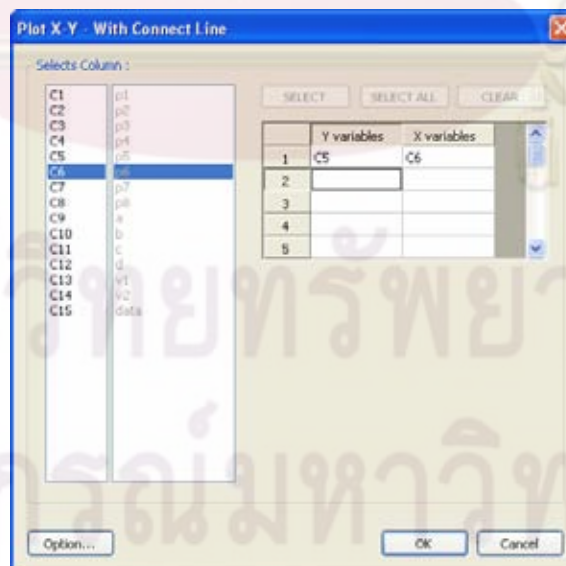 Plot X-Y - With Connect Line
Selects Column :
SELECT SELECT ALL CLEAR
C1 p1
C2 p2
C3 p3
C4 p4
C5 p5
C6 p6
C7 p7
C8 p8
C9 a
C10 b
C11 c
C12 d
C13 v1
C14 v2
C15 data
Y variables X variables
1 C5 C6
2
3
4
5
Option... OK Cancel